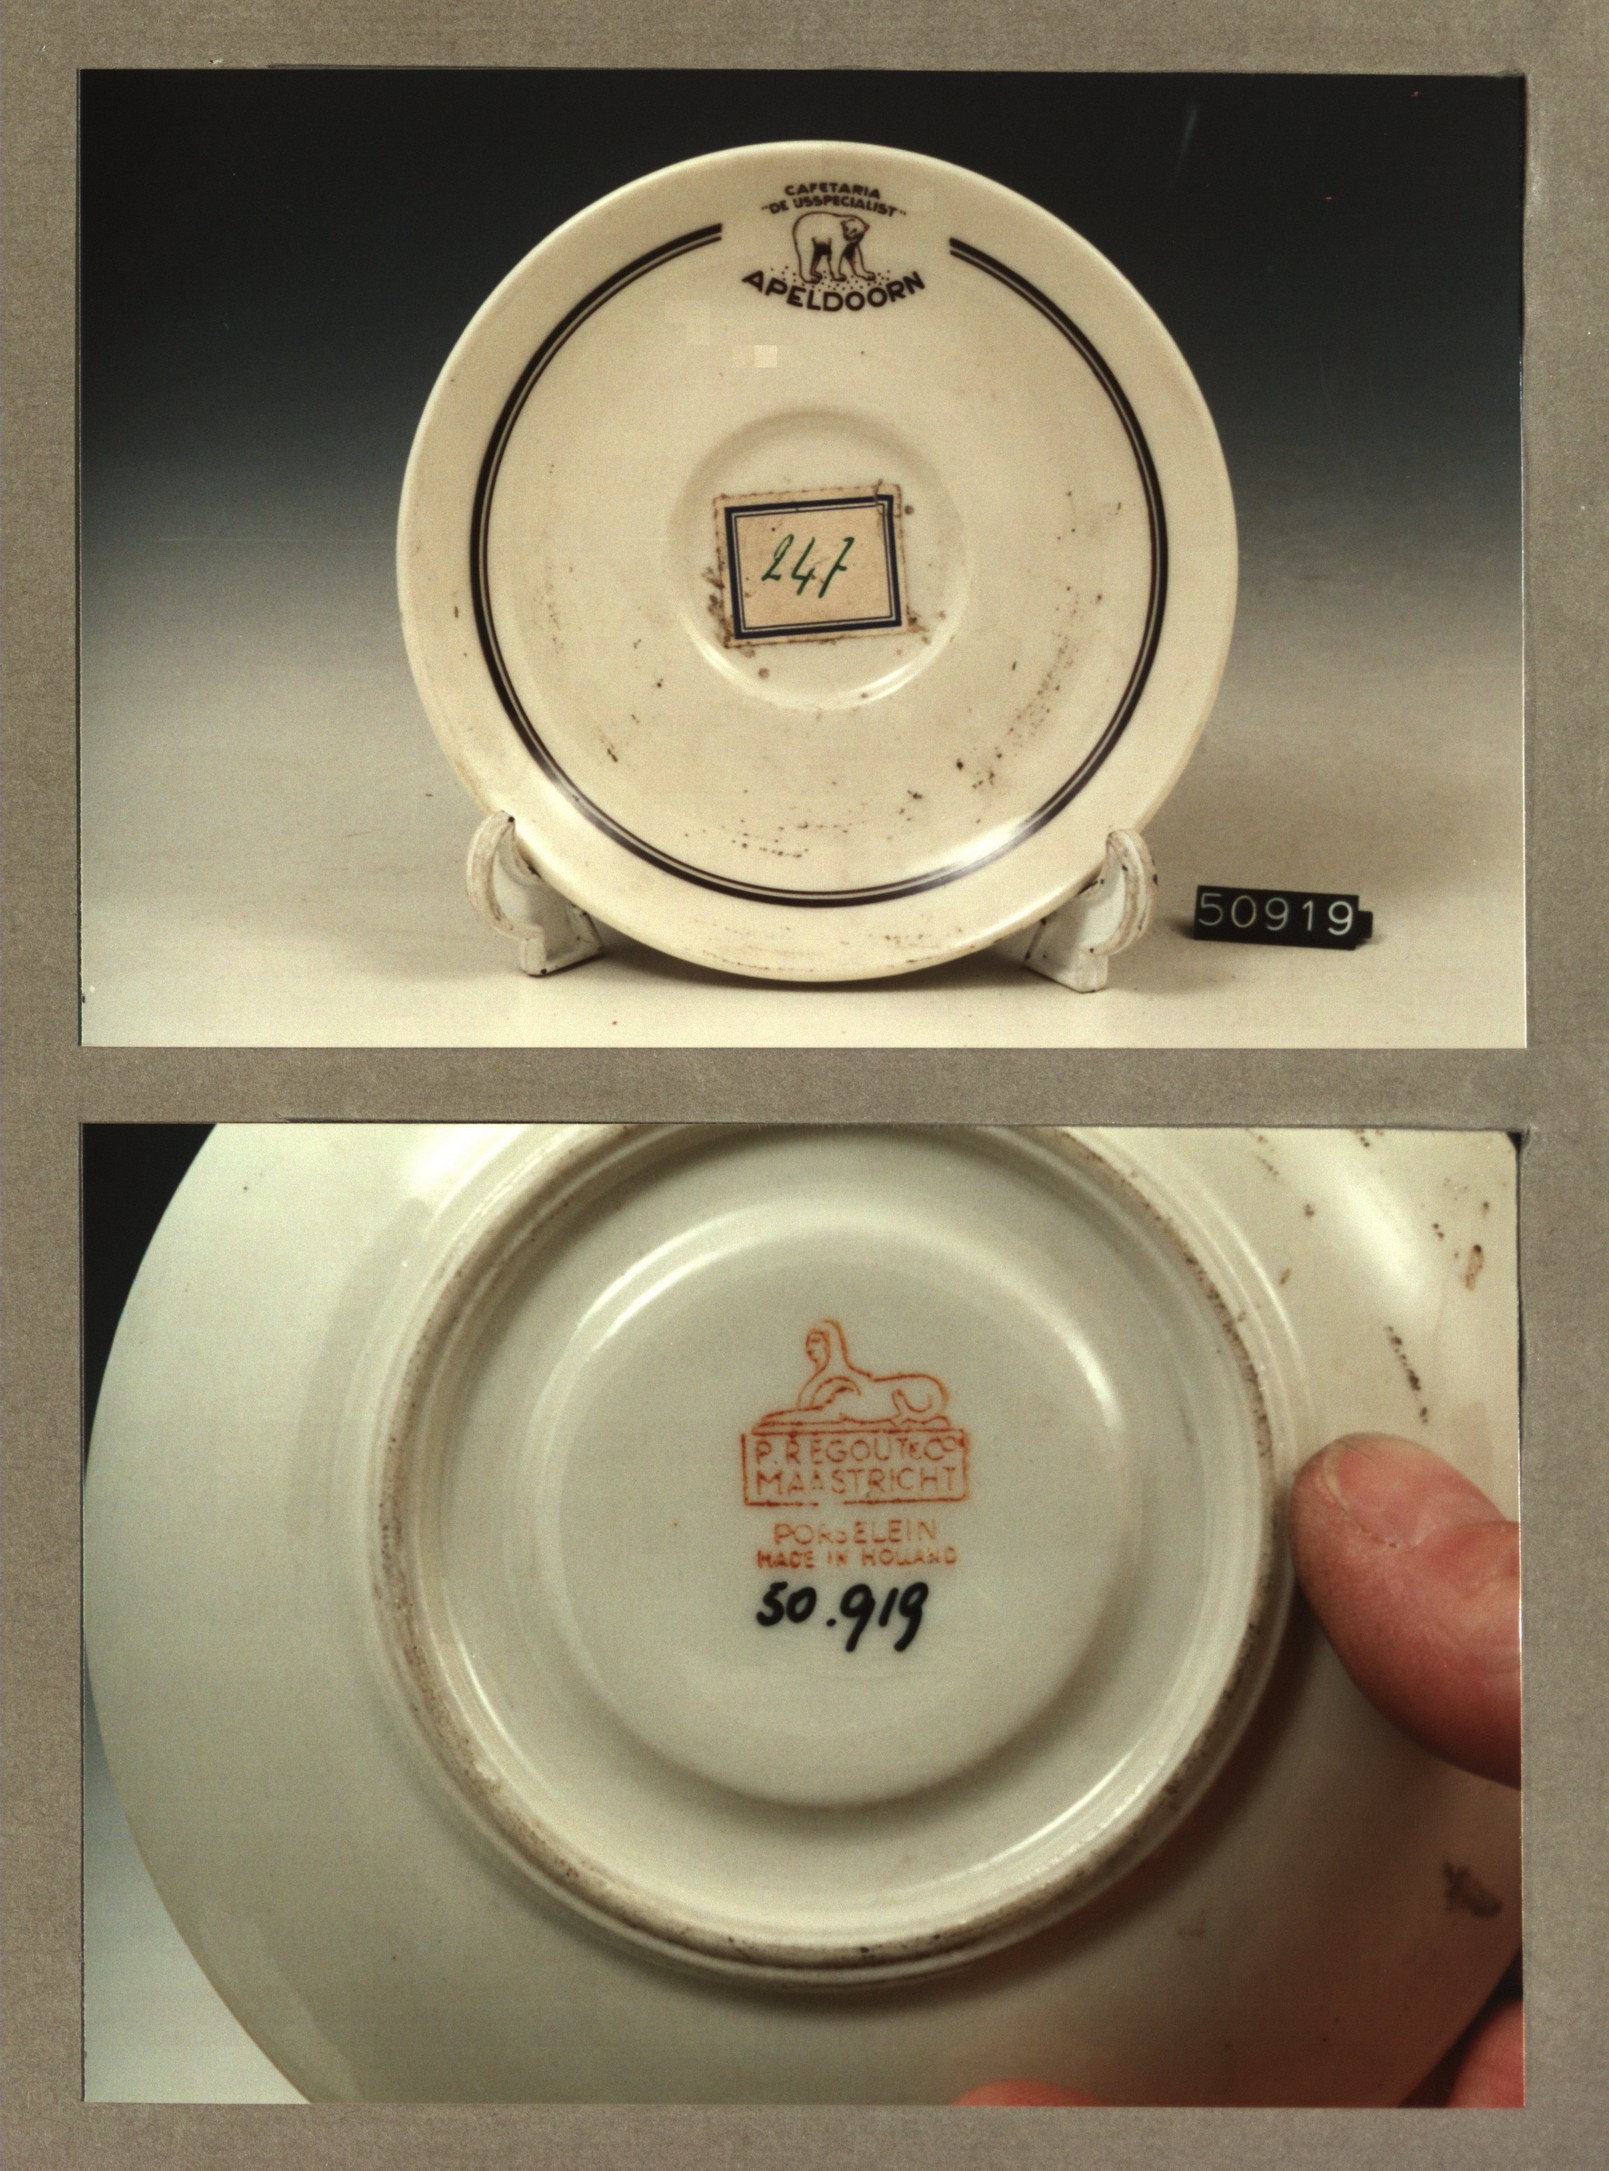 CAFETARIA
"DE IJSSPECIALIST"
APELDOORN
247
50919
P. REGOUT & CO
MAASTRICHT
PORSELEIN
MADE IN HOLLAND
50.919